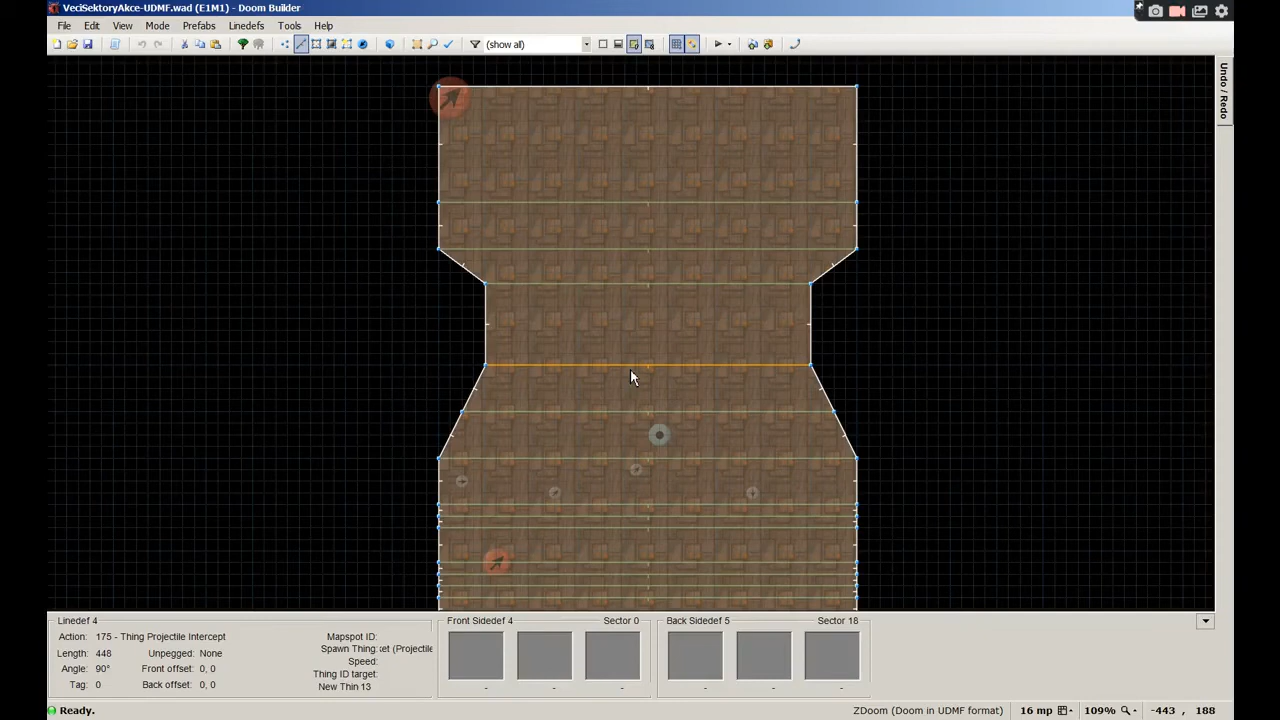 VeciSektoryAkce-UDMF.wad (E1M1) - Doom Builder
File Edit View Mode Prefabs Linedefs Tools Help
(show all)
Undo / Redo
Linedef 4
Action: 175 - Thing Projectile Intercept
Length: 448
Angle: 90°
Tag: 0
Unpegged: None
Front offset: 0, 0
Back offset: 0, 0
Mapspot ID:
Spawn Thing: :et (Projectile
Speed:
Thing ID target:
New Thin 13
Front Sidedef 4 Sector 0
- - -
Back Sidedef 5 Sector 18
- - -
Ready. ZDoom (Doom in UDMF format) 16 mp 109% -443 , 188